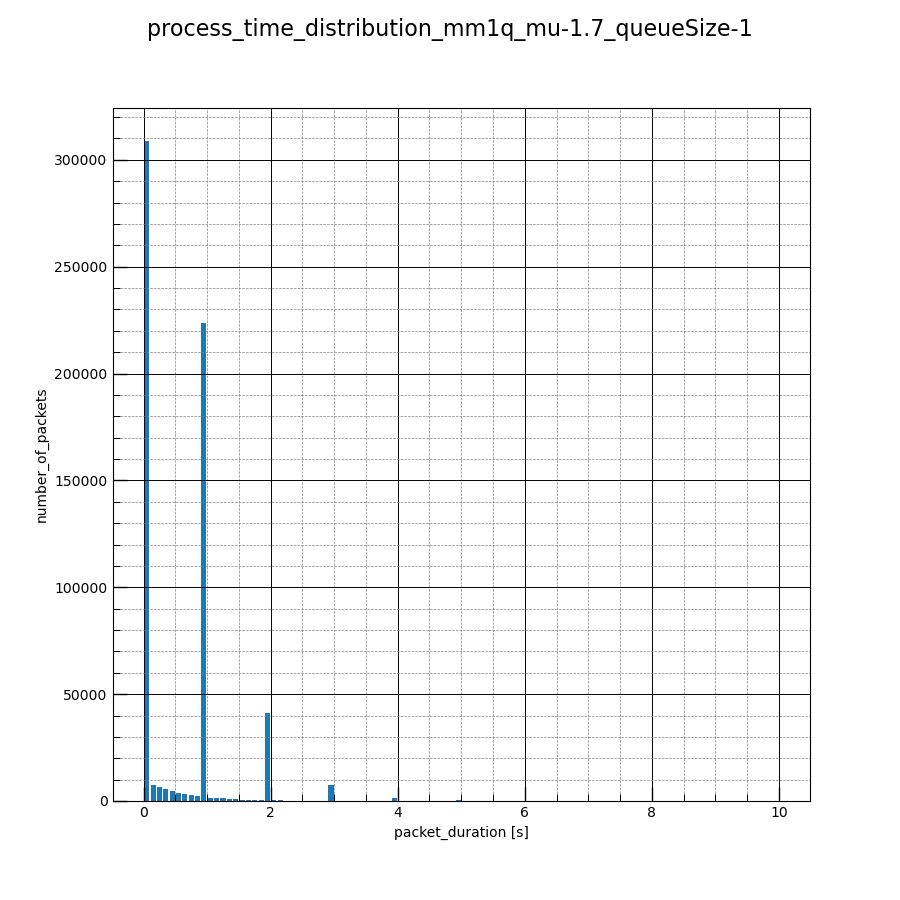 process_time_distribution_mm1q_mu-1.7_queueSize-1
300000
250000
200000
150000
100000
50000
0
number_of_packets
0 2 4 6 8 10
packet_duration [s]